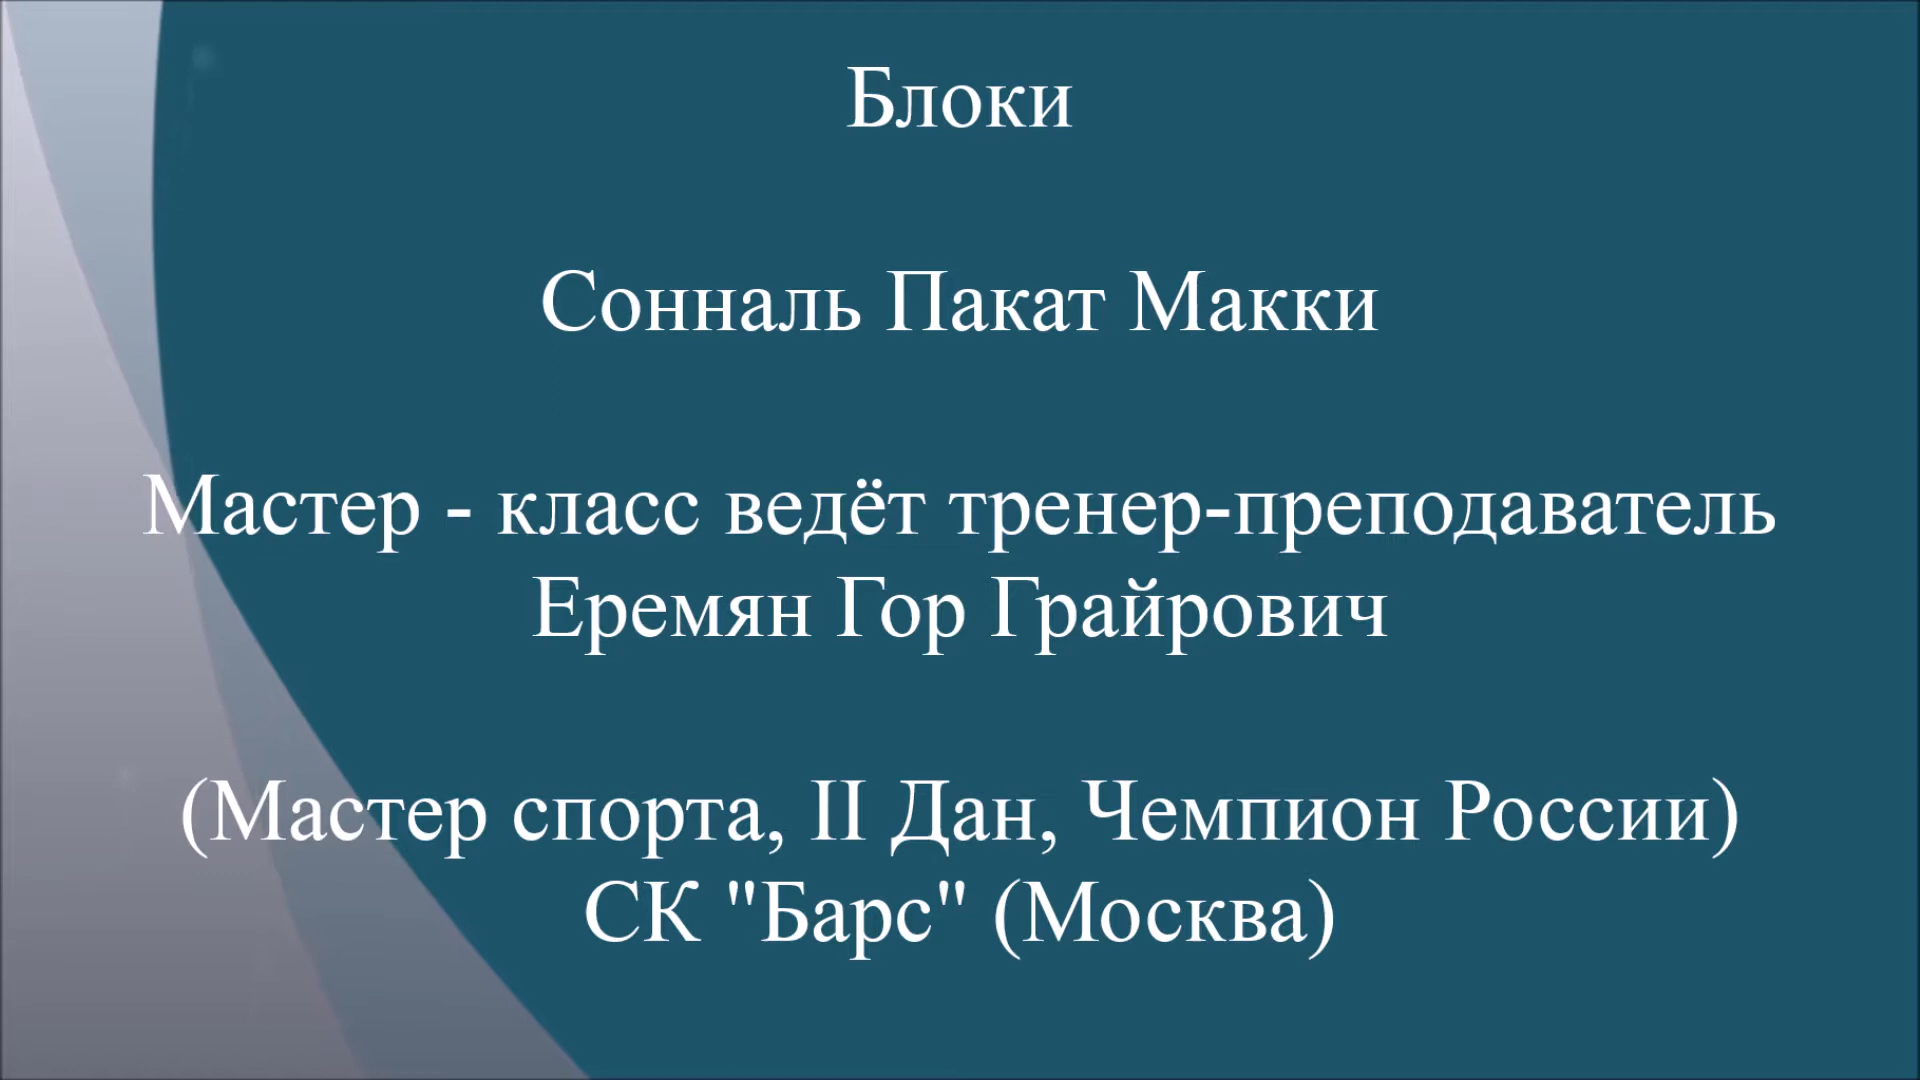 Блоки
Сонналь Пакат Макки
Мастер - класс ведёт тренер-преподаватель
Еремян Гор Грайрович
(Мастер спорта, II Дан, Чемпион России)
СК "Барс" (Москва)